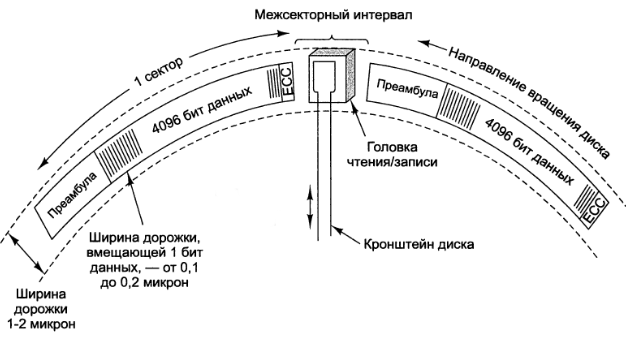 Межсекторный интервал
1 сектор
Направление вращения диска
Преамбула
4096 бит данных
ECC
Преамбула
4096 бит данных
ECC
Головка
чтения/записи
Ширина дорожки,
вмещающей 1 бит
данных, — от 0,1
до 0,2 микрон
Кронштейн диска
Ширина
дорожки
1-2 микрон